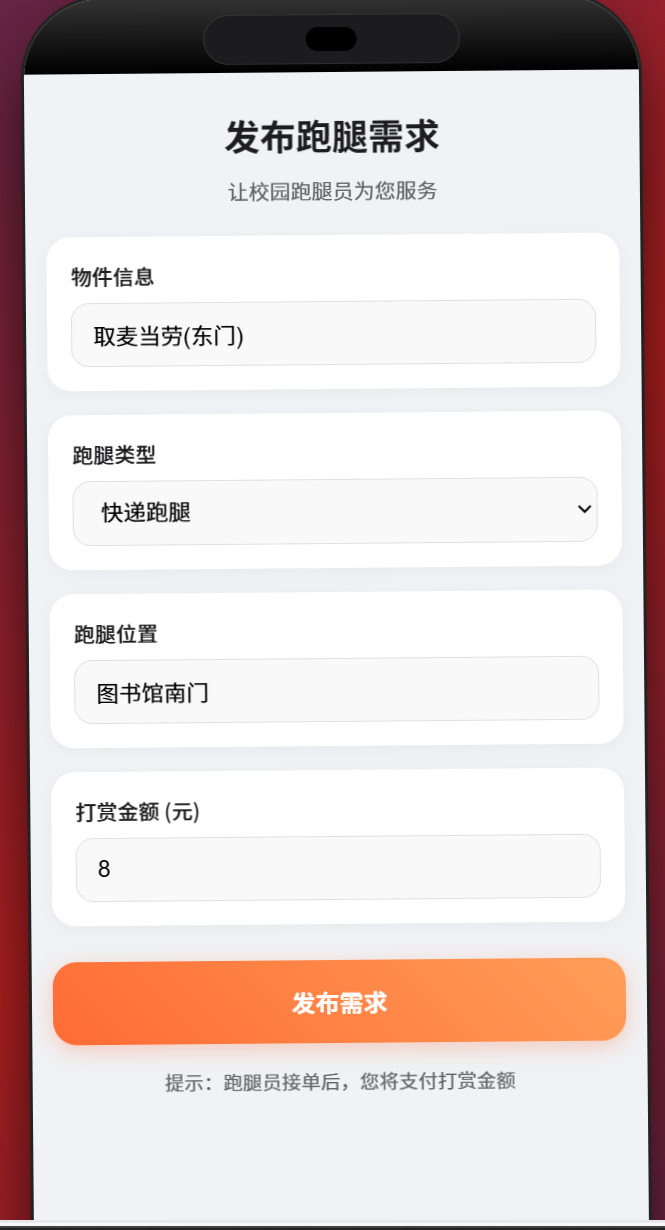 发布跑腿需求
让校园跑腿员为您服务
物件信息
取麦当劳(东门)
跑腿类型
快递跑腿
跑腿位置
图书馆南门
打赏金额 (元)
8
发布需求
提示：跑腿员接单后，您将支付打赏金额